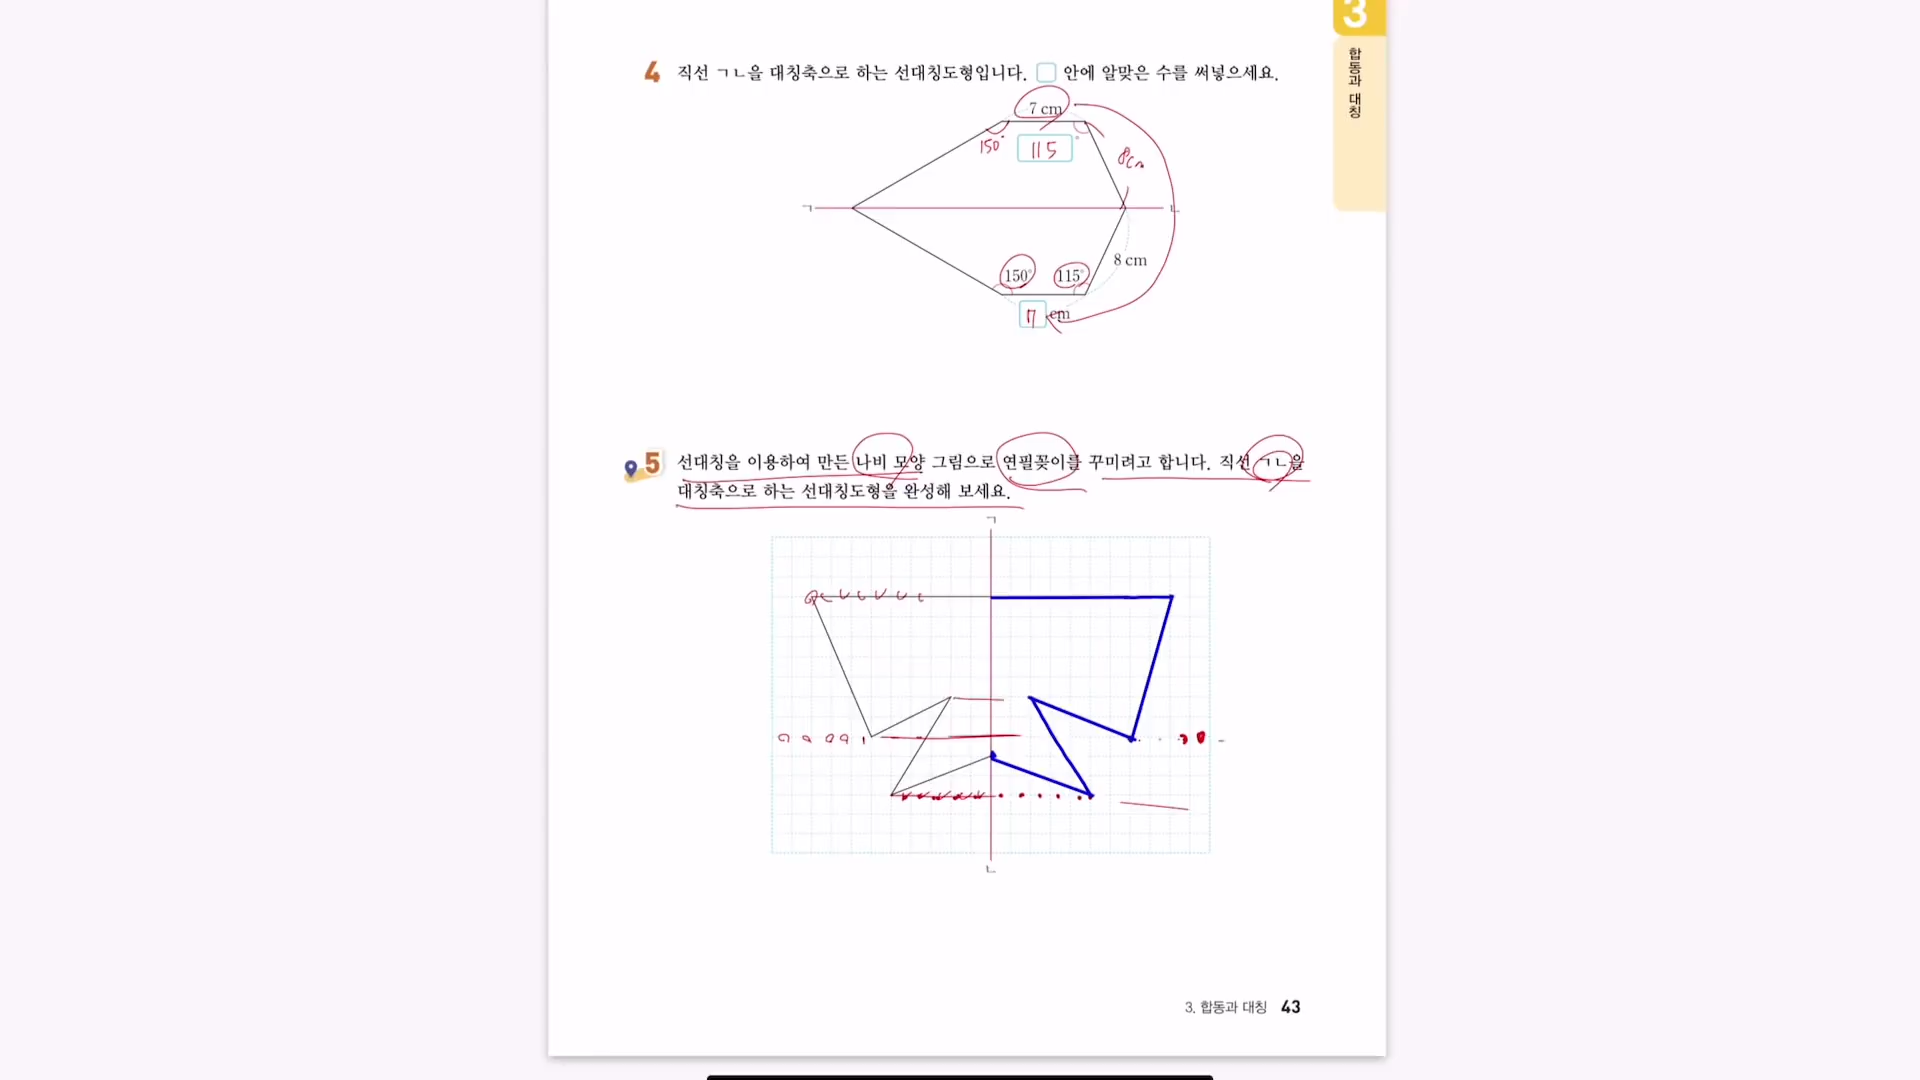 3
합동과 대칭
4 직선 ㄱㄴ을 대칭축으로 하는 선대칭도형입니다. □ 안에 알맞은 수를 써넣으세요.
7 cm
150° 115°
8cm
ㄱ ㄴ
150° 115° 8 cm
7 cm
5 선대칭을 이용하여 만든 나비 모양 그림으로 연필꽂이를 꾸미려고 합니다. 직선 ㄱㄴ을
대칭축으로 하는 선대칭도형을 완성해 보세요.
ㄱ
ㄴ
3. 합동과 대칭 43